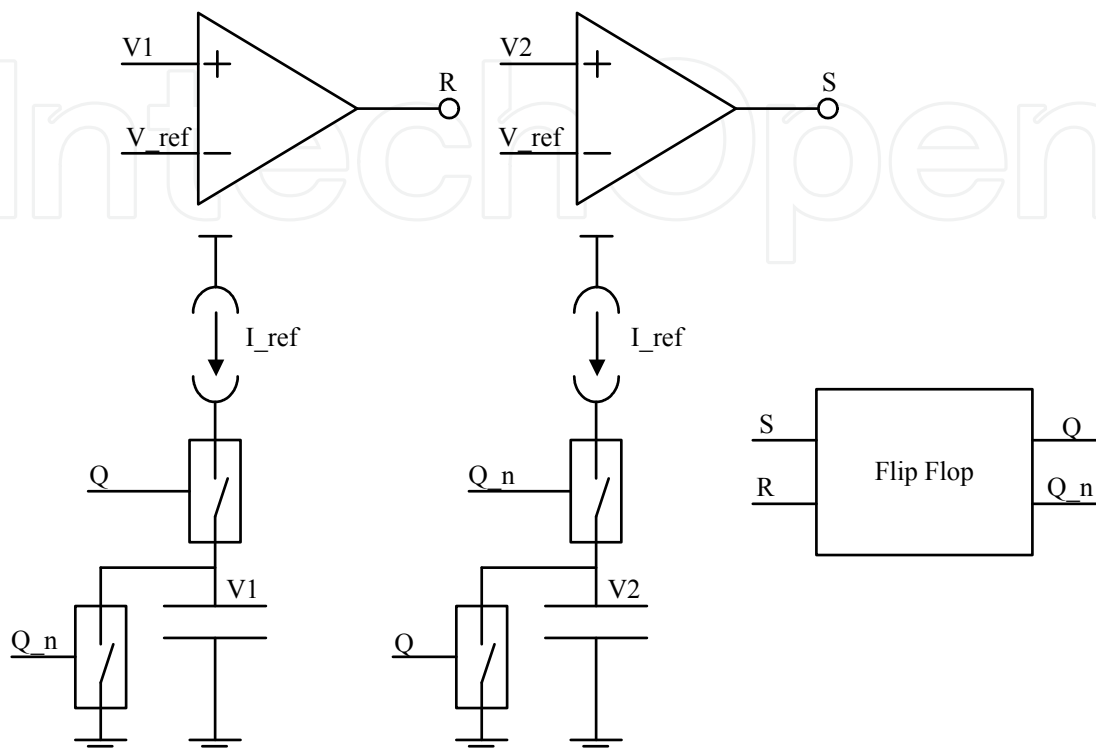 V1
V_ref
R
V2
V_ref
S
IntechOpen
I_ref
I_ref
Q
Q_n
V1
Q_n
V2
Q
S
R
Flip Flop
Q
Q_n